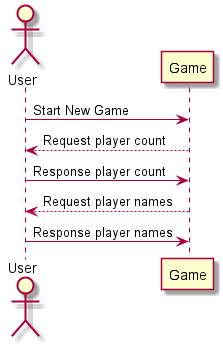 User
Game
Start New Game
Request player count
Response player count
Request player names
Response player names
User
Game